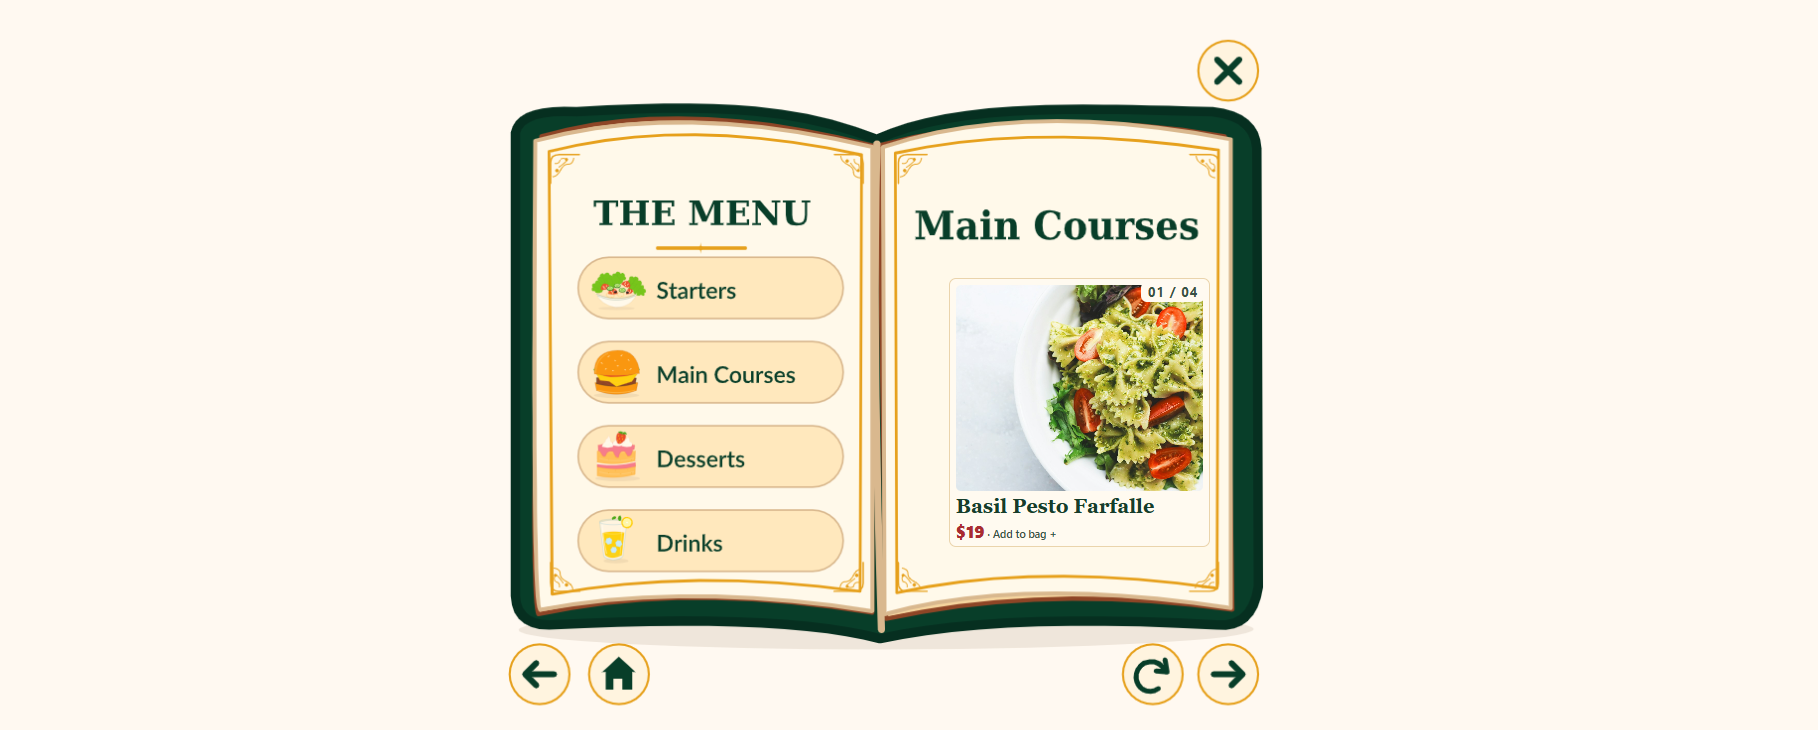 THE MENU
Starters
Main Courses
Desserts
Drinks
Main Courses
01 / 04
Basil Pesto Farfalle
$19 · Add to bag +